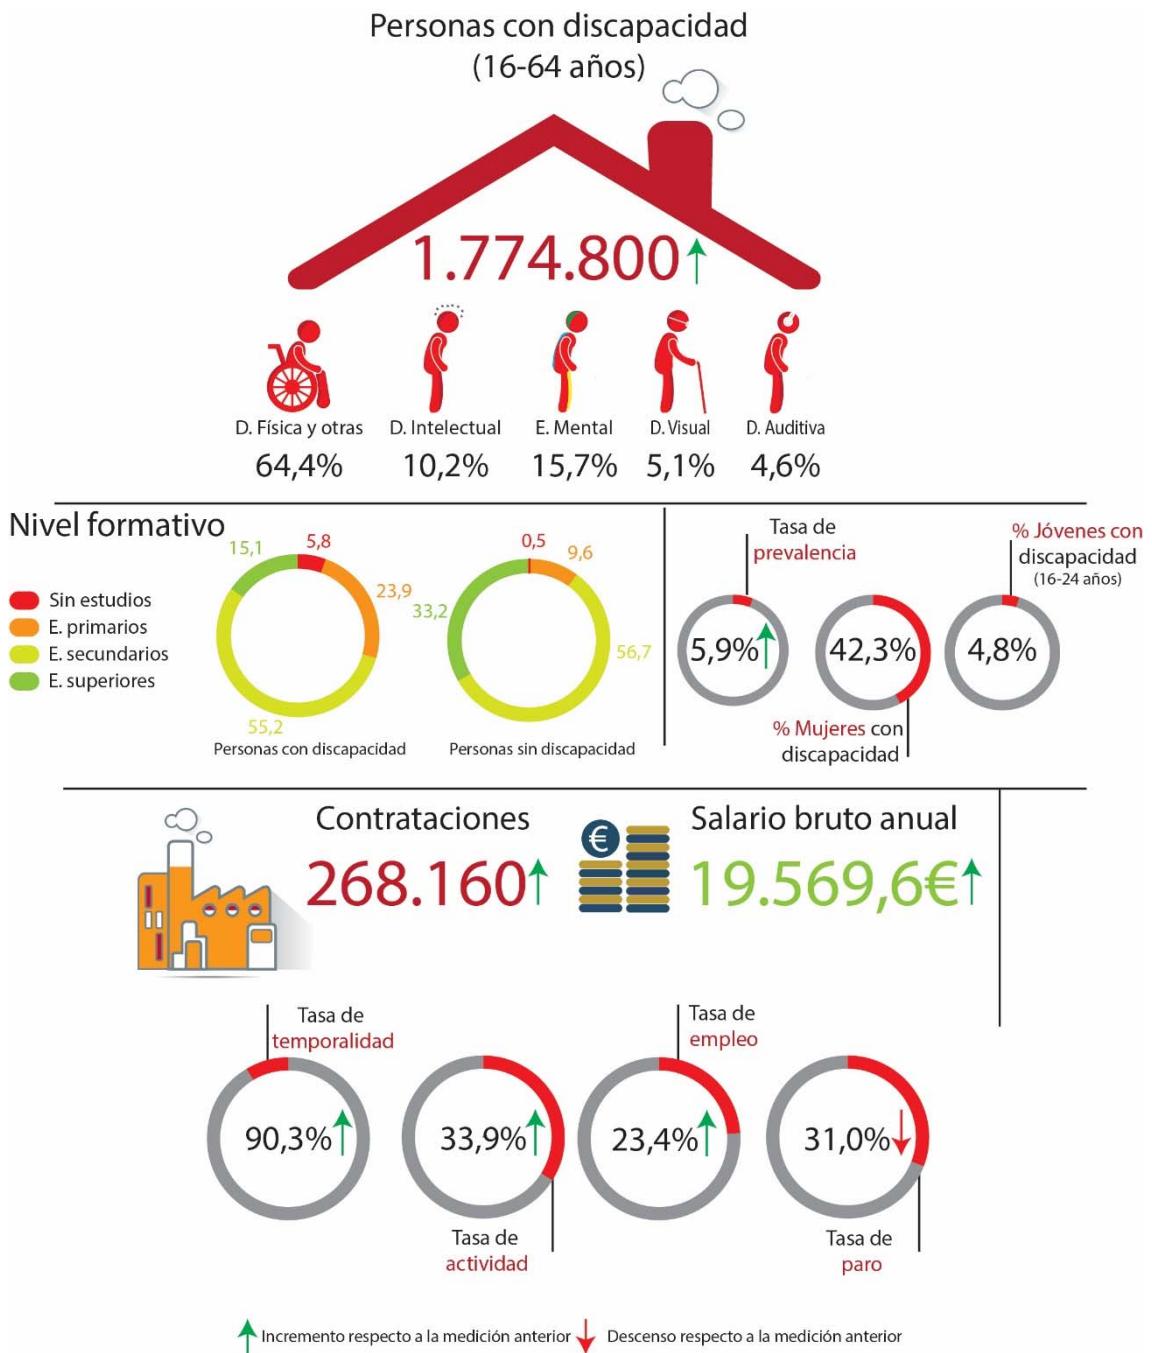 Personas con discapacidad
(16-64 años)
1.774.800
D. Física y otras
64,4%
D. Intelectual
10,2%
E. Mental
15,7%
D. Visual
5,1%
D. Auditiva
4,6%
Nivel formativo
Sin estudios
E. primarios
E. secundarios
E. superiores
15,1
5,8
23,9
55,2
Personas con discapacidad
0,5
9,6
33,2
56,7
Personas sin discapacidad
Tasa de
prevalencia
5,9%
42,3%
% Mujeres con
discapacidad
% Jóvenes con
discapacidad
(16-24 años)
4,8%
Contrataciones
268.160
€
Salario bruto anual
19.569,6€
Tasa de
temporalidad
90,3%
33,9%
Tasa de
actividad
Tasa de
empleo
23,4%
31,0%
Tasa de
paro
Incremento respecto a la medición anterior
Descenso respecto a la medición anterior